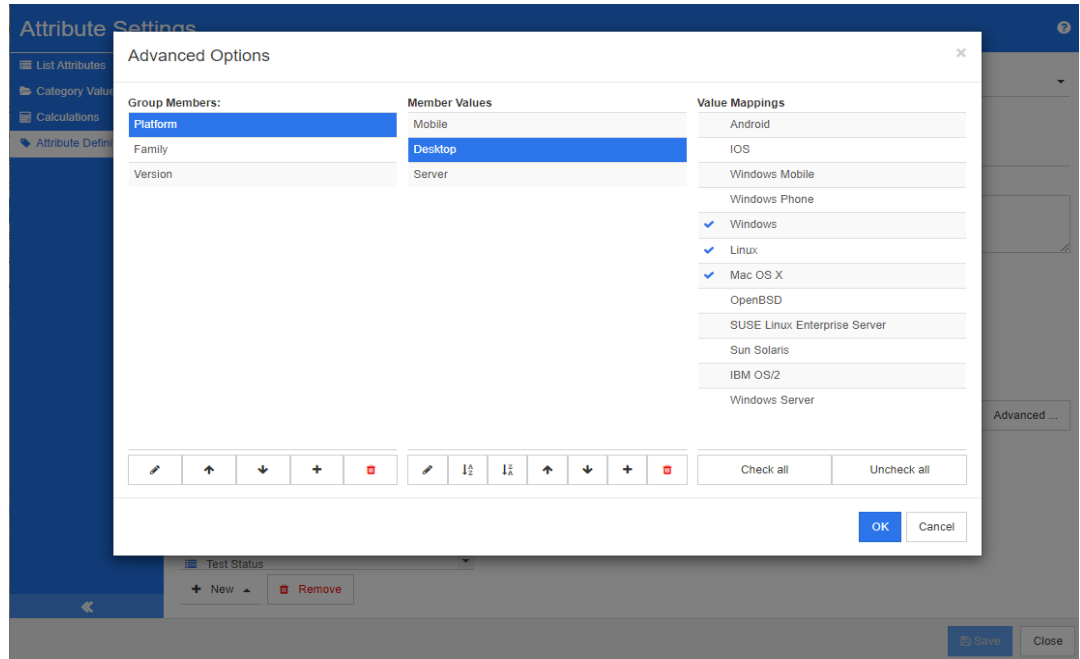 Attribute Settings
List Attributes
Category Value
Calculations
Attribute Defini
Advanced Options
Group Members:
Platform
Family
Version
Member Values
Mobile
Desktop
Server
Value Mappings
Android
IOS
Windows Mobile
Windows Phone
Windows
Linux
Mac OS X
OpenBSD
SUSE Linux Enterprise Server
Sun Solaris
IBM OS/2
Windows Server
Check all
Uncheck all
OK
Cancel
Advanced ...
Test Status
New
Remove
Save
Close